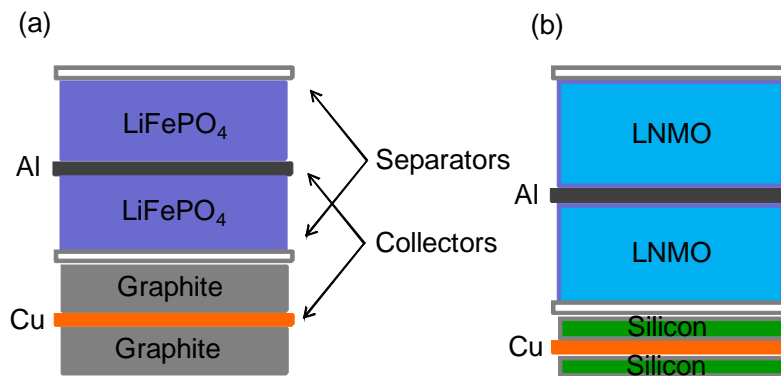 (a)
LiFePO₄
Al
LiFePO₄
Separators
Collectors
Graphite
Cu
Graphite
(b)
LNMO
Al
LNMO
Silicon
Cu
Silicon